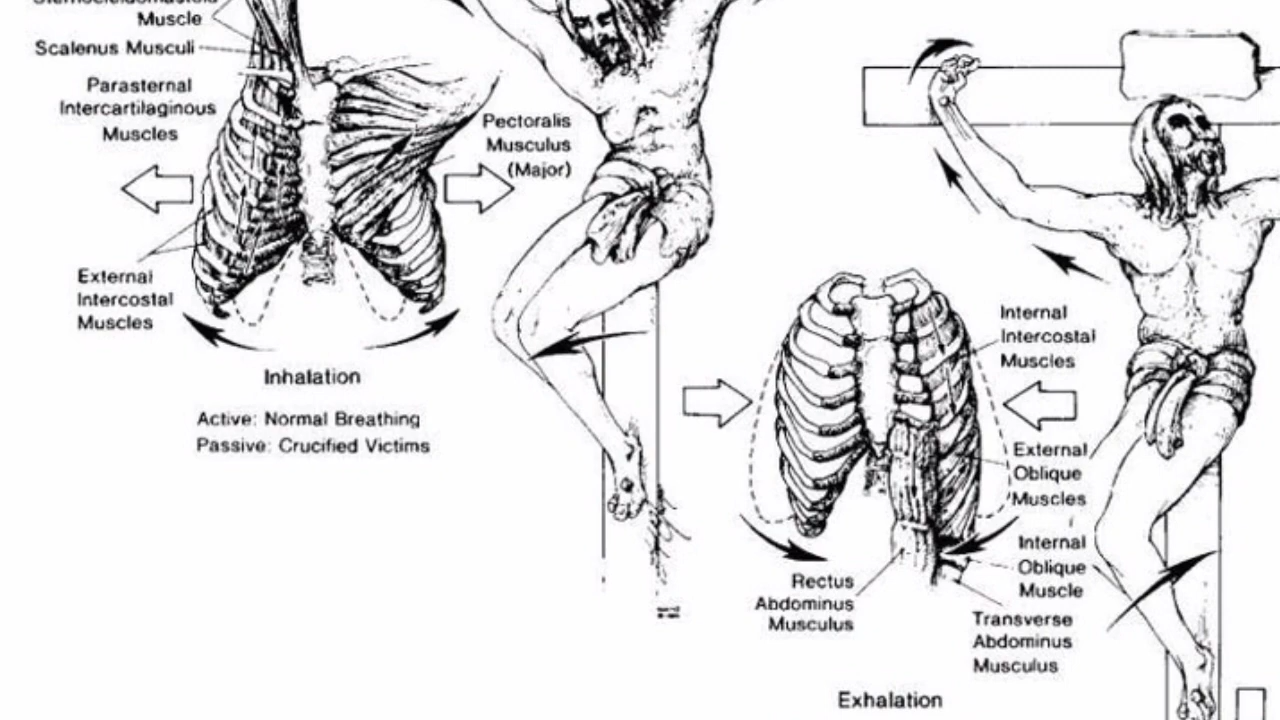 Sternocleidomastoid
Muscle
Scalenus Musculi
Parasternal
Intercartilaginous
Muscles
Pectoralis
Musculus
(Major)
External
Intercostal
Muscles
Inhalation
Active: Normal Breathing
Passive: Crucified Victims
Internal
Intercostal
Muscles
External
Oblique
Muscles
Internal
Oblique
Muscle
Rectus
Abdominus
Musculus
Transverse
Abdominus
Musculus
Exhalation